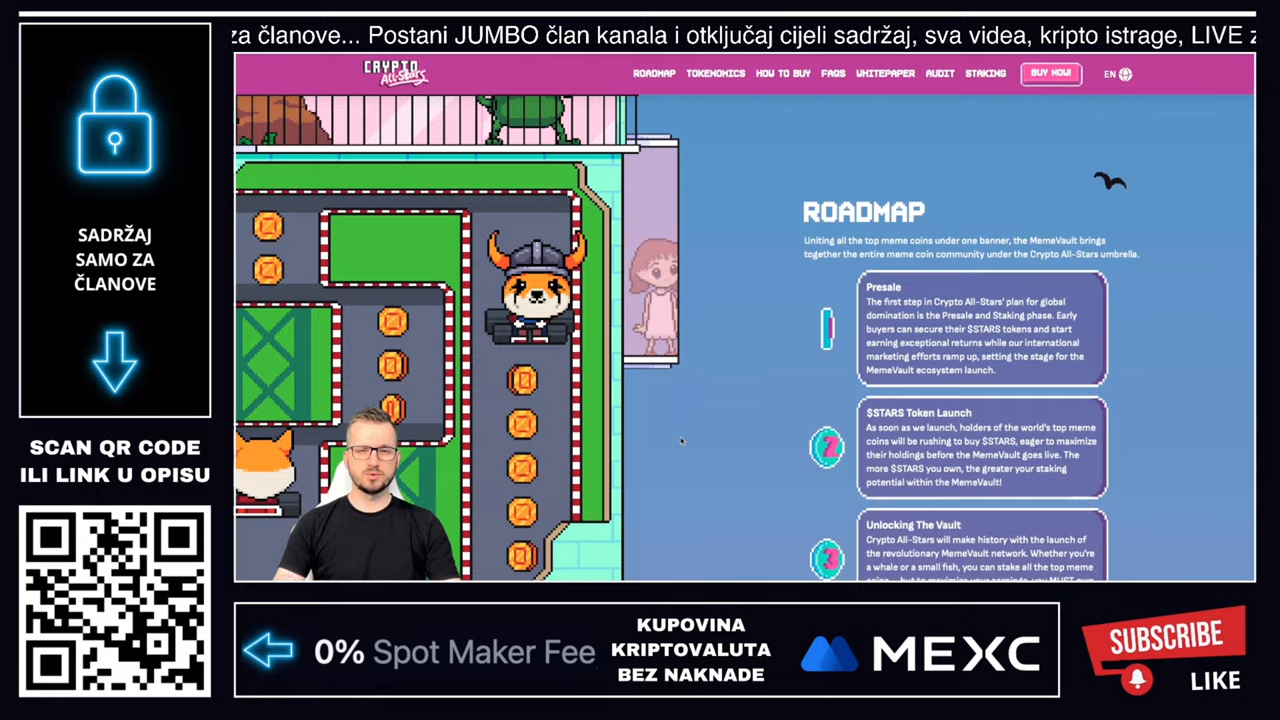 za članove... Postani JUMBO član kanala i otključaj cijeli sadržaj, sva videa, kripto istrage, LIVE z
SADRŽAJ
SAMO ZA
ČLANOVE
SCAN QR CODE
ILI LINK U OPISU
CRYPTO
All-Stars
ROADMAP TOKENOMICS HOW TO BUY FAQS WHITEPAPER AUDIT STAKING BUY NOW! EN
ROADMAP
Uniting all the top meme coins under one banner, the MemeVault brings
together the entire meme coin community under the Crypto All-Stars umbrella.
1
Presale
The first step in Crypto All-Stars' plan for global
domination is the Presale and Staking phase. Early
buyers can secure their $STARS tokens and start
earning exceptional returns while our international
marketing efforts ramp up, setting the stage for the
MemeVault ecosystem launch.
2
$STARS Token Launch
As soon as we launch, holders of the world's top meme
coins will be rushing to buy $STARS, eager to maximize
their holdings before the MemeVault goes live. The
more $STARS you own, the greater your staking
potential within the MemeVault!
3
Unlocking The Vault
Crypto All-Stars will make history with the launch of
the revolutionary MemeVault network. Whether you're
a whale or a small fish, you can stake all the top meme
coins... but to maximize your earnings, you MUST own
0% Spot Maker Fee
KUPOVINA
KRIPTOVALUTA
BEZ NAKNADE
MEXC
SUBSCRIBE
LIKE